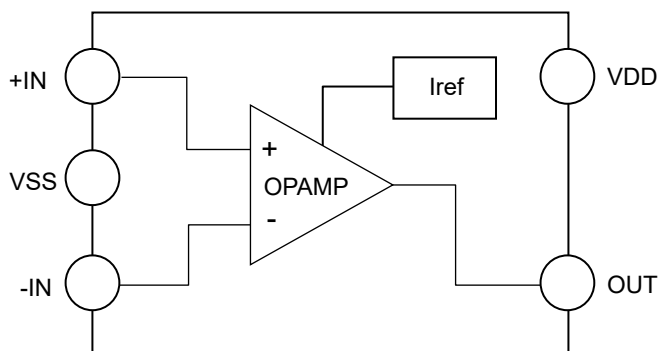 +IN
Iref
VDD
+
OPAMP
VSS
-
-IN
OUT